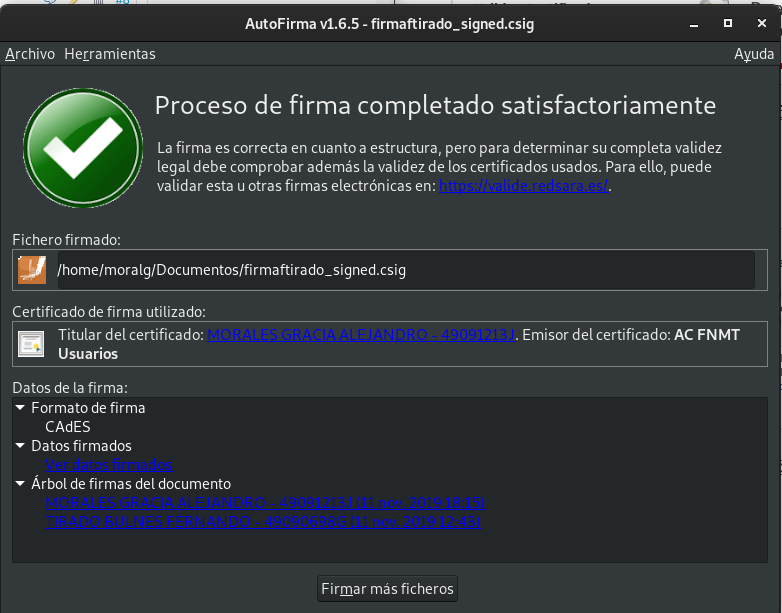 AutoFirma v1.6.5 - firmaftirado_signed.csig
Archivo Herramientas Ayuda
Proceso de firma completado satisfactoriamente
La firma es correcta en cuanto a estructura, pero para determinar su completa validez
legal debe comprobar además la validez de los certificados usados. Para ello, puede
validar esta u otras firmas electrónicas en: https://valide.redsara.es/.
Fichero firmado:
/home/moralg/Documentos/firmaftirado_signed.csig
Certificado de firma utilizado:
Titular del certificado: MORALES GRACIA ALEJANDRO - 49091213J. Emisor del certificado: AC FNMT
Usuarios
Datos de la firma:
Formato de firma
CAdES
Datos firmados
Ver datos firmados
Árbol de firmas del documento
MORALES GRACIA ALEJANDRO - 49091213J (11 nov. 2019 18:15)
TIRADO BULNES FERNANDO - 49090698G (11 nov. 2019 12:43)
Firmar más ficheros